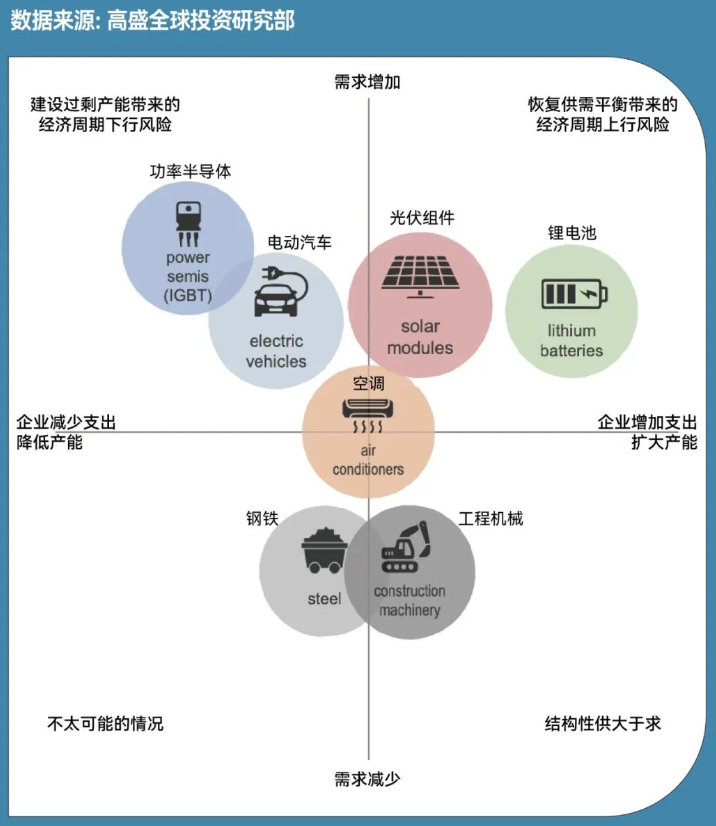 数据来源: 高盛全球投资研究部
需求增加
建设过剩产能带来的
经济周期下行风险
恢复供需平衡带来的
经济周期上行风险
功率半导体
power
semis
(IGBT)
电动汽车
electric
vehicles
光伏组件
solar
modules
锂电池
lithium
batteries
空调
air
conditioners
企业减少支出
降低产能
企业增加支出
扩大产能
钢铁
steel
工程机械
construction
machinery
不太可能的情况
结构性供大于求
需求减少